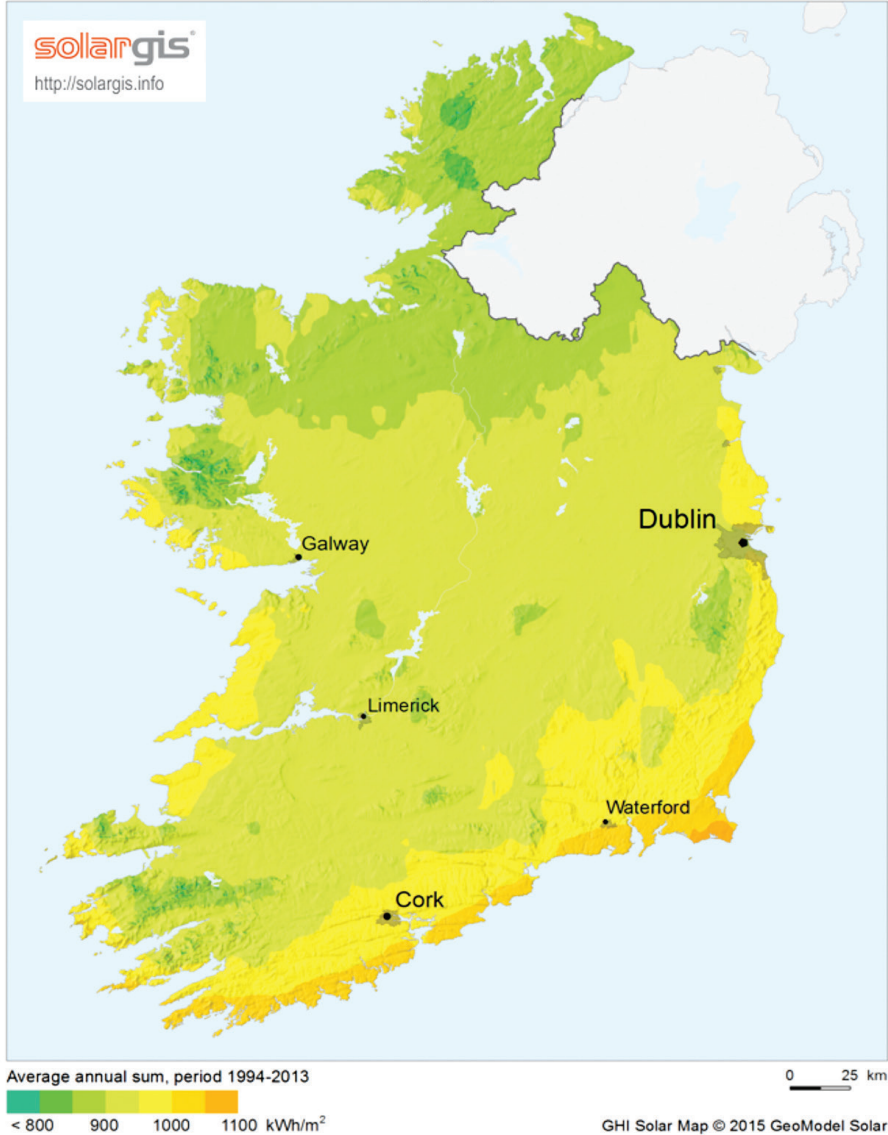 solargis
http://solargis.info
Dublin
Galway
Limerick
Waterford
Cork
Average annual sum, period 1994-2013
0 25 km
< 800 900 1000 1100 kWh/m²
GHI Solar Map © 2015 GeoModel Solar